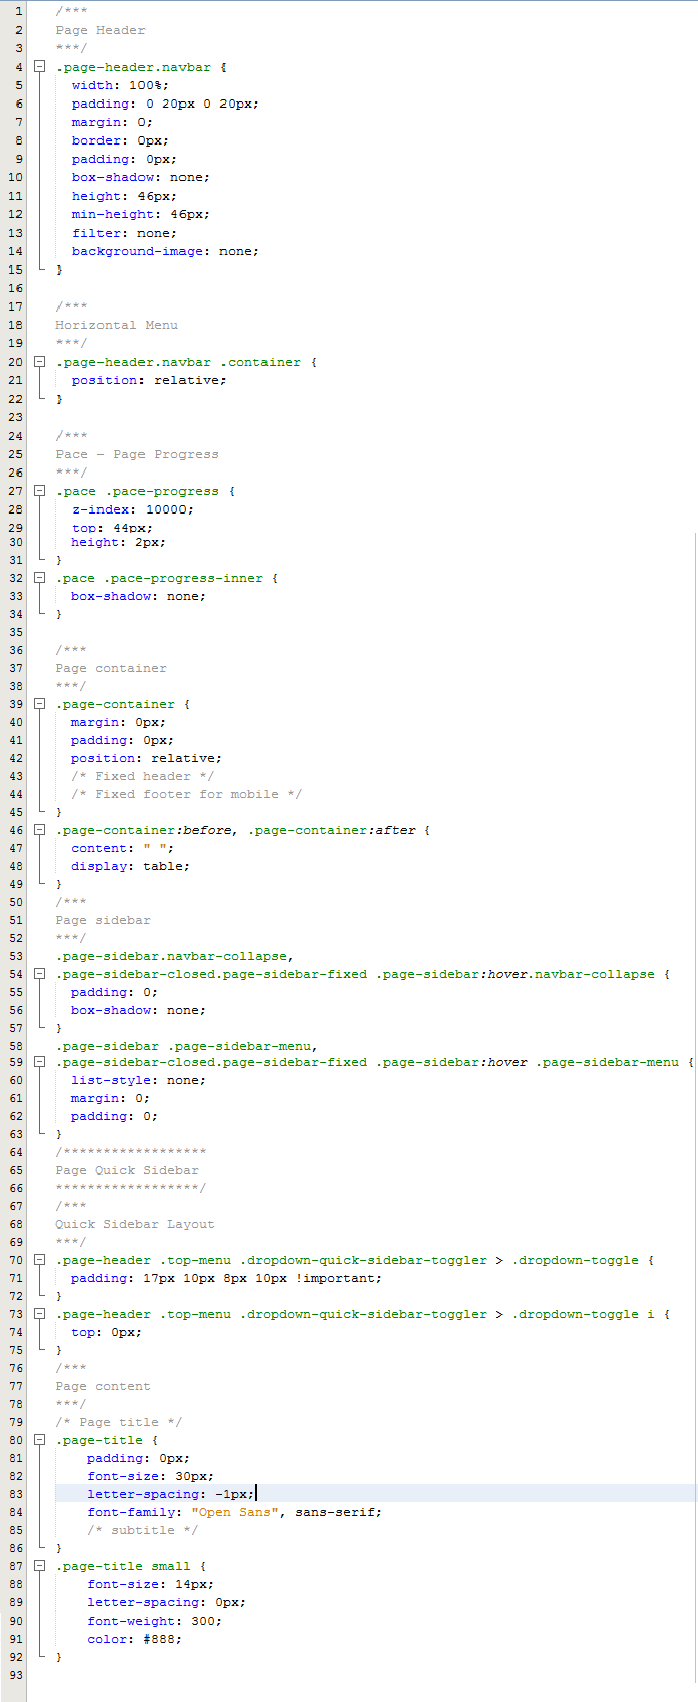 1 /***
2 Page Header
3 ***/
4 .page-header.navbar {
5 width: 100%;
6 padding: 0 20px 0 20px;
7 margin: 0;
8 border: 0px;
9 padding: 0px;
10 box-shadow: none;
11 height: 46px;
12 min-height: 46px;
13 filter: none;
14 background-image: none;
15 }
16
17 /***
18 Horizontal Menu
19 ***/
20 .page-header.navbar .container {
21 position: relative;
22 }
23
24 /***
25 Pace - Page Progress
26 ***/
27 .pace .pace-progress {
28 z-index: 10000;
29 top: 44px;
30 height: 2px;
31 }
32 .pace .pace-progress-inner {
33 box-shadow: none;
34 }
35
36 /***
37 Page container
38 ***/
39 .page-container {
40 margin: 0px;
41 padding: 0px;
42 position: relative;
43 /* Fixed header */
44 /* Fixed footer for mobile */
45 }
46 .page-container:before, .page-container:after {
47 content: " ";
48 display: table;
49 }
50 /***
51 Page sidebar
52 ***/
53 .page-sidebar.navbar-collapse,
54 .page-sidebar-closed.page-sidebar-fixed .page-sidebar:hover.navbar-collapse {
55 padding: 0;
56 box-shadow: none;
57 }
58 .page-sidebar .page-sidebar-menu,
59 .page-sidebar-closed.page-sidebar-fixed .page-sidebar:hover .page-sidebar-menu {
60 list-style: none;
61 margin: 0;
62 padding: 0;
63 }
64 /******************
65 Page Quick Sidebar
66 ******************/
67 /***
68 Quick Sidebar Layout
69 ***/
70 .page-header .top-menu .dropdown-quick-sidebar-toggler > .dropdown-toggle {
71 padding: 17px 10px 8px 10px !important;
72 }
73 .page-header .top-menu .dropdown-quick-sidebar-toggler > .dropdown-toggle i {
74 top: 0px;
75 }
76 /***
77 Page content
78 ***/
79 /* Page title */
80 .page-title {
81 padding: 0px;
82 font-size: 30px;
83 letter-spacing: -1px;
84 font-family: "Open Sans", sans-serif;
85 /* subtitle */
86 }
87 .page-title small {
88 font-size: 14px;
89 letter-spacing: 0px;
90 font-weight: 300;
91 color: #888;
92 }
93